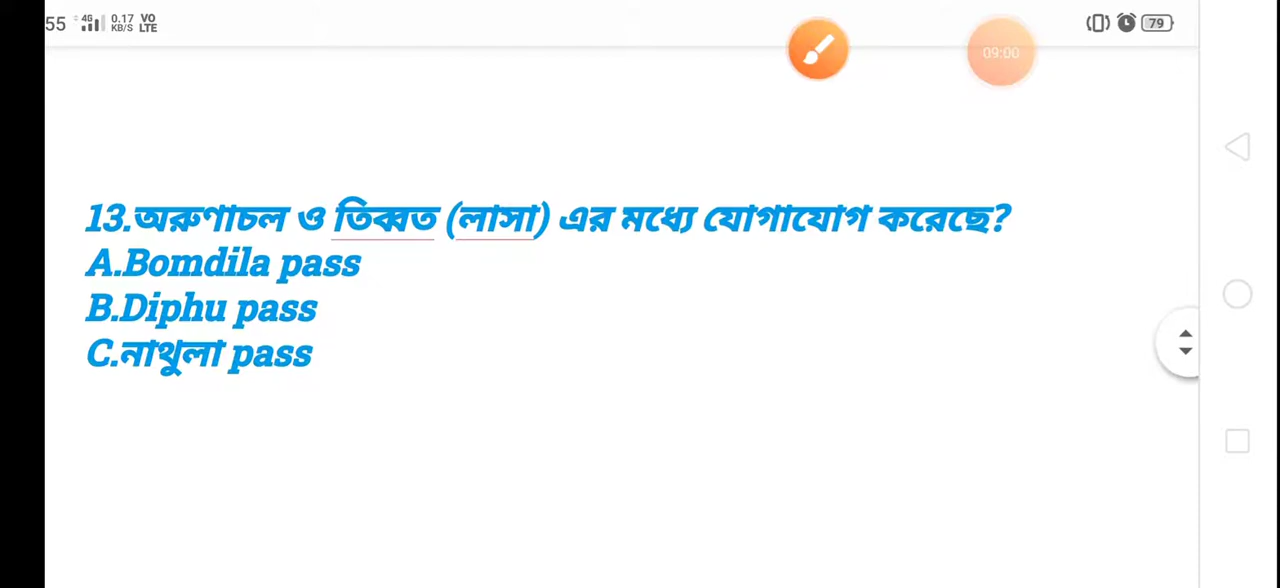 55 4G 0.17 KB/S VO LTE 79
09:00
13.অরুণাচল ও তিব্বত (লাসা) এর মধ্যে যোগাযোগ করেছে?
A.Bomdila pass
B.Diphu pass
C.নাথুলা pass